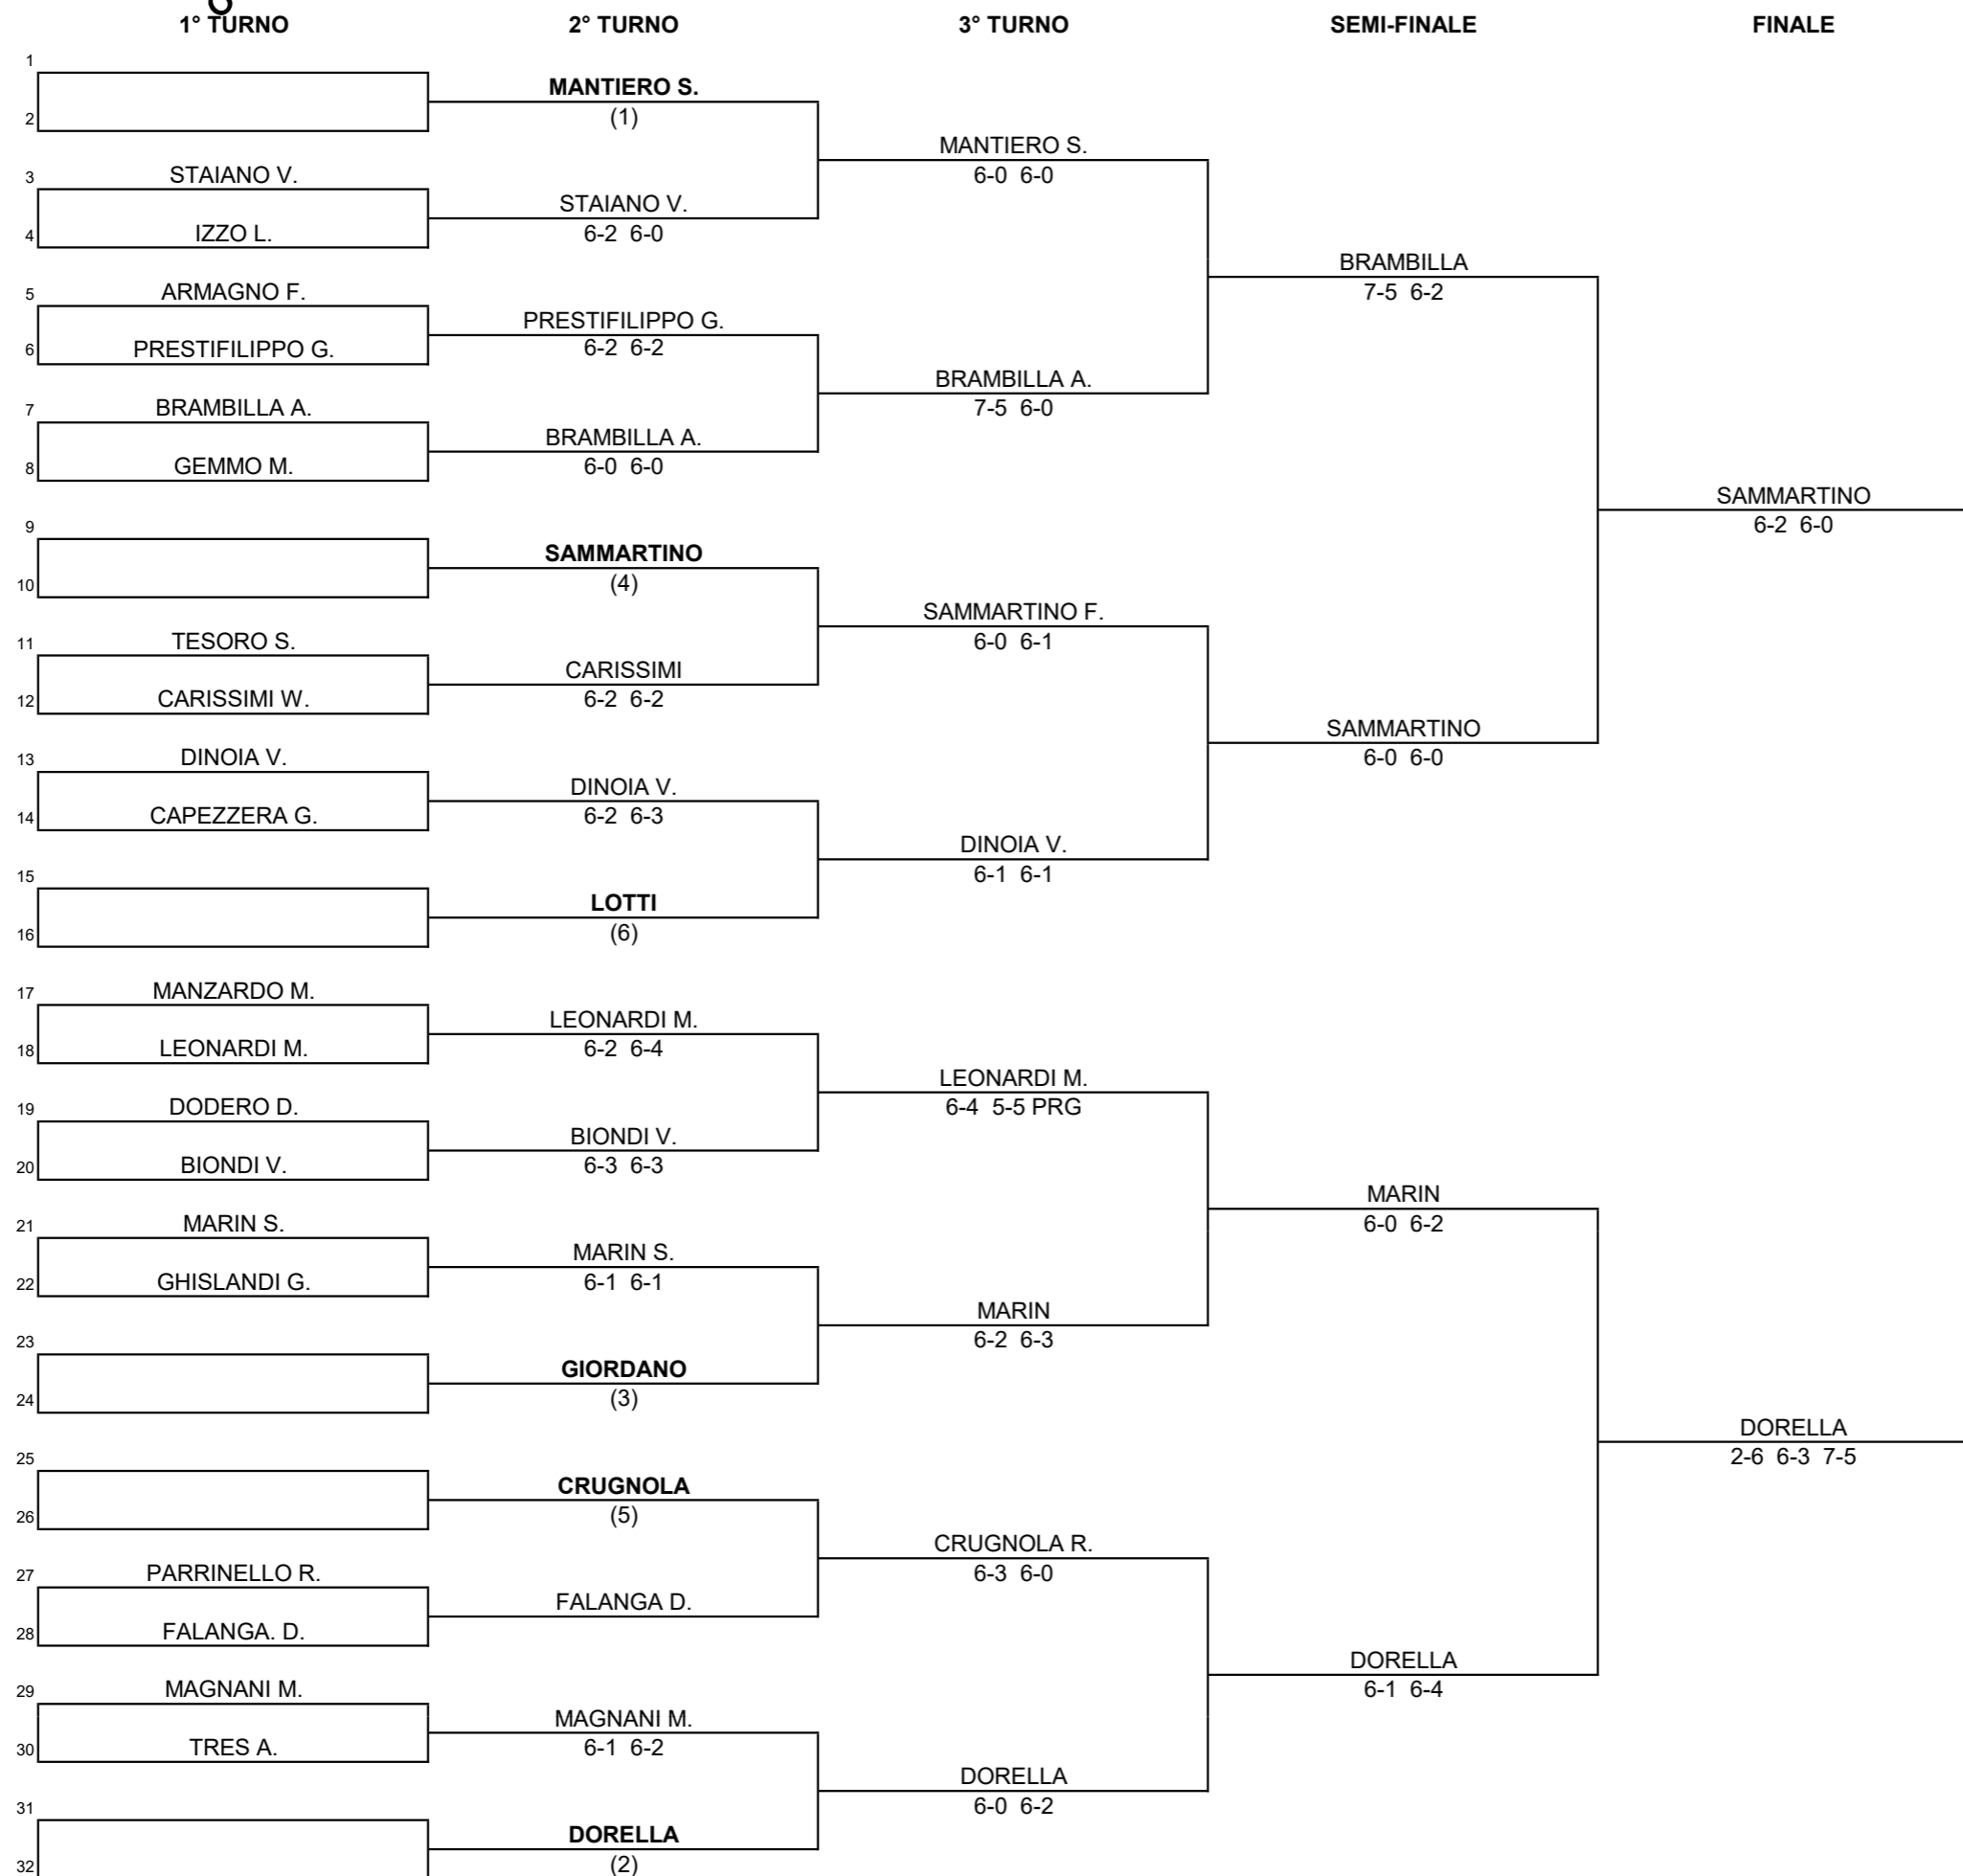 1° TURNO 2° TURNO 3° TURNO SEMI-FINALE FINALE
1
MANTIERO S.
2 (1)
MANTIERO S.
3 STAIANO V. 6-0 6-0
STAIANO V.
4 IZZO L. 6-2 6-0
BRAMBILLA
5 ARMAGNO F. 7-5 6-2
PRESTIFILIPPO G.
6 PRESTIFILIPPO G. 6-2 6-2
BRAMBILLA A.
7 BRAMBILLA A. 7-5 6-0
BRAMBILLA A.
8 GEMMO M. 6-0 6-0
SAMMARTINO
9 6-2 6-0
SAMMARTINO
10 (4)
SAMMARTINO F.
11 TESORO S. 6-0 6-1
CARISSIMI
12 CARISSIMI W. 6-2 6-2
SAMMARTINO
13 DINOIA V. 6-0 6-0
DINOIA V.
14 CAPEZZERA G. 6-2 6-3
DINOIA V.
15 6-1 6-1
LOTTI
16 (6)
17 MANZARDO M.
LEONARDI M.
18 LEONARDI M. 6-2 6-4
LEONARDI M.
19 DODERO D. 6-4 5-5 PRG
BIONDI V.
20 BIONDI V. 6-3 6-3
MARIN
21 MARIN S. 6-0 6-2
MARIN S.
22 GHISLANDI G. 6-1 6-1
MARIN
23 6-2 6-3
GIORDANO
24 (3)
DORELLA
25 2-6 6-3 7-5
CRUGNOLA
26 (5)
CRUGNOLA R.
27 PARRINELLO R. 6-3 6-0
FALANGA D.
28 FALANGA. D.
DORELLA
29 MAGNANI M. 6-1 6-4
MAGNANI M.
30 TRES A. 6-1 6-2
DORELLA
31 6-0 6-2
DORELLA
32 (2)